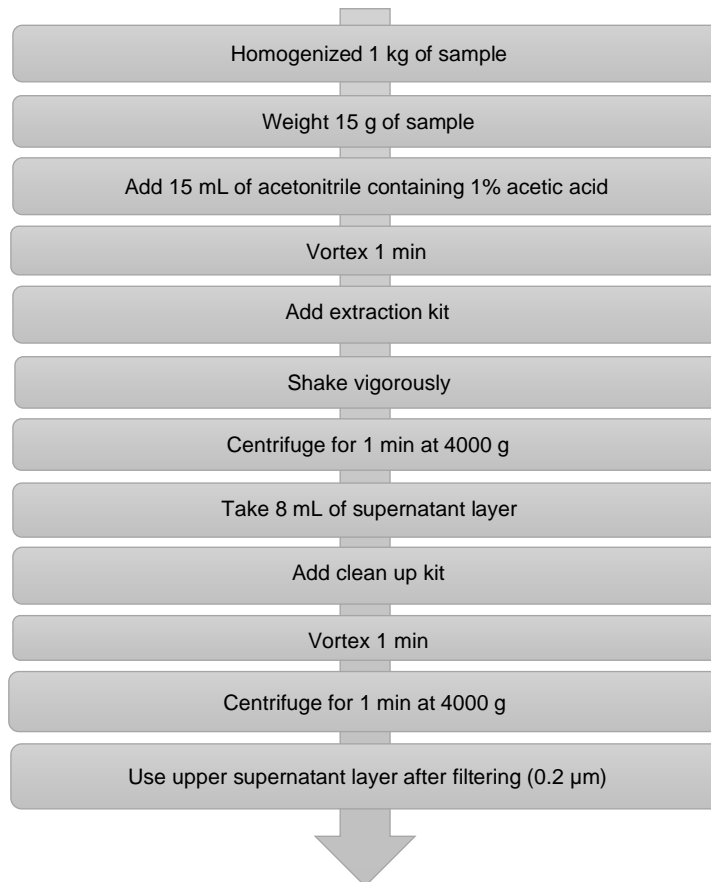 Homogenized 1 kg of sample
Weight 15 g of sample
Add 15 mL of acetonitrile containing 1% acetic acid
Vortex 1 min
Add extraction kit
Shake vigorously
Centrifuge for 1 min at 4000 g
Take 8 mL of supernatant layer
Add clean up kit
Vortex 1 min
Centrifuge for 1 min at 4000 g
Use upper supernatant layer after filtering (0.2 µm)